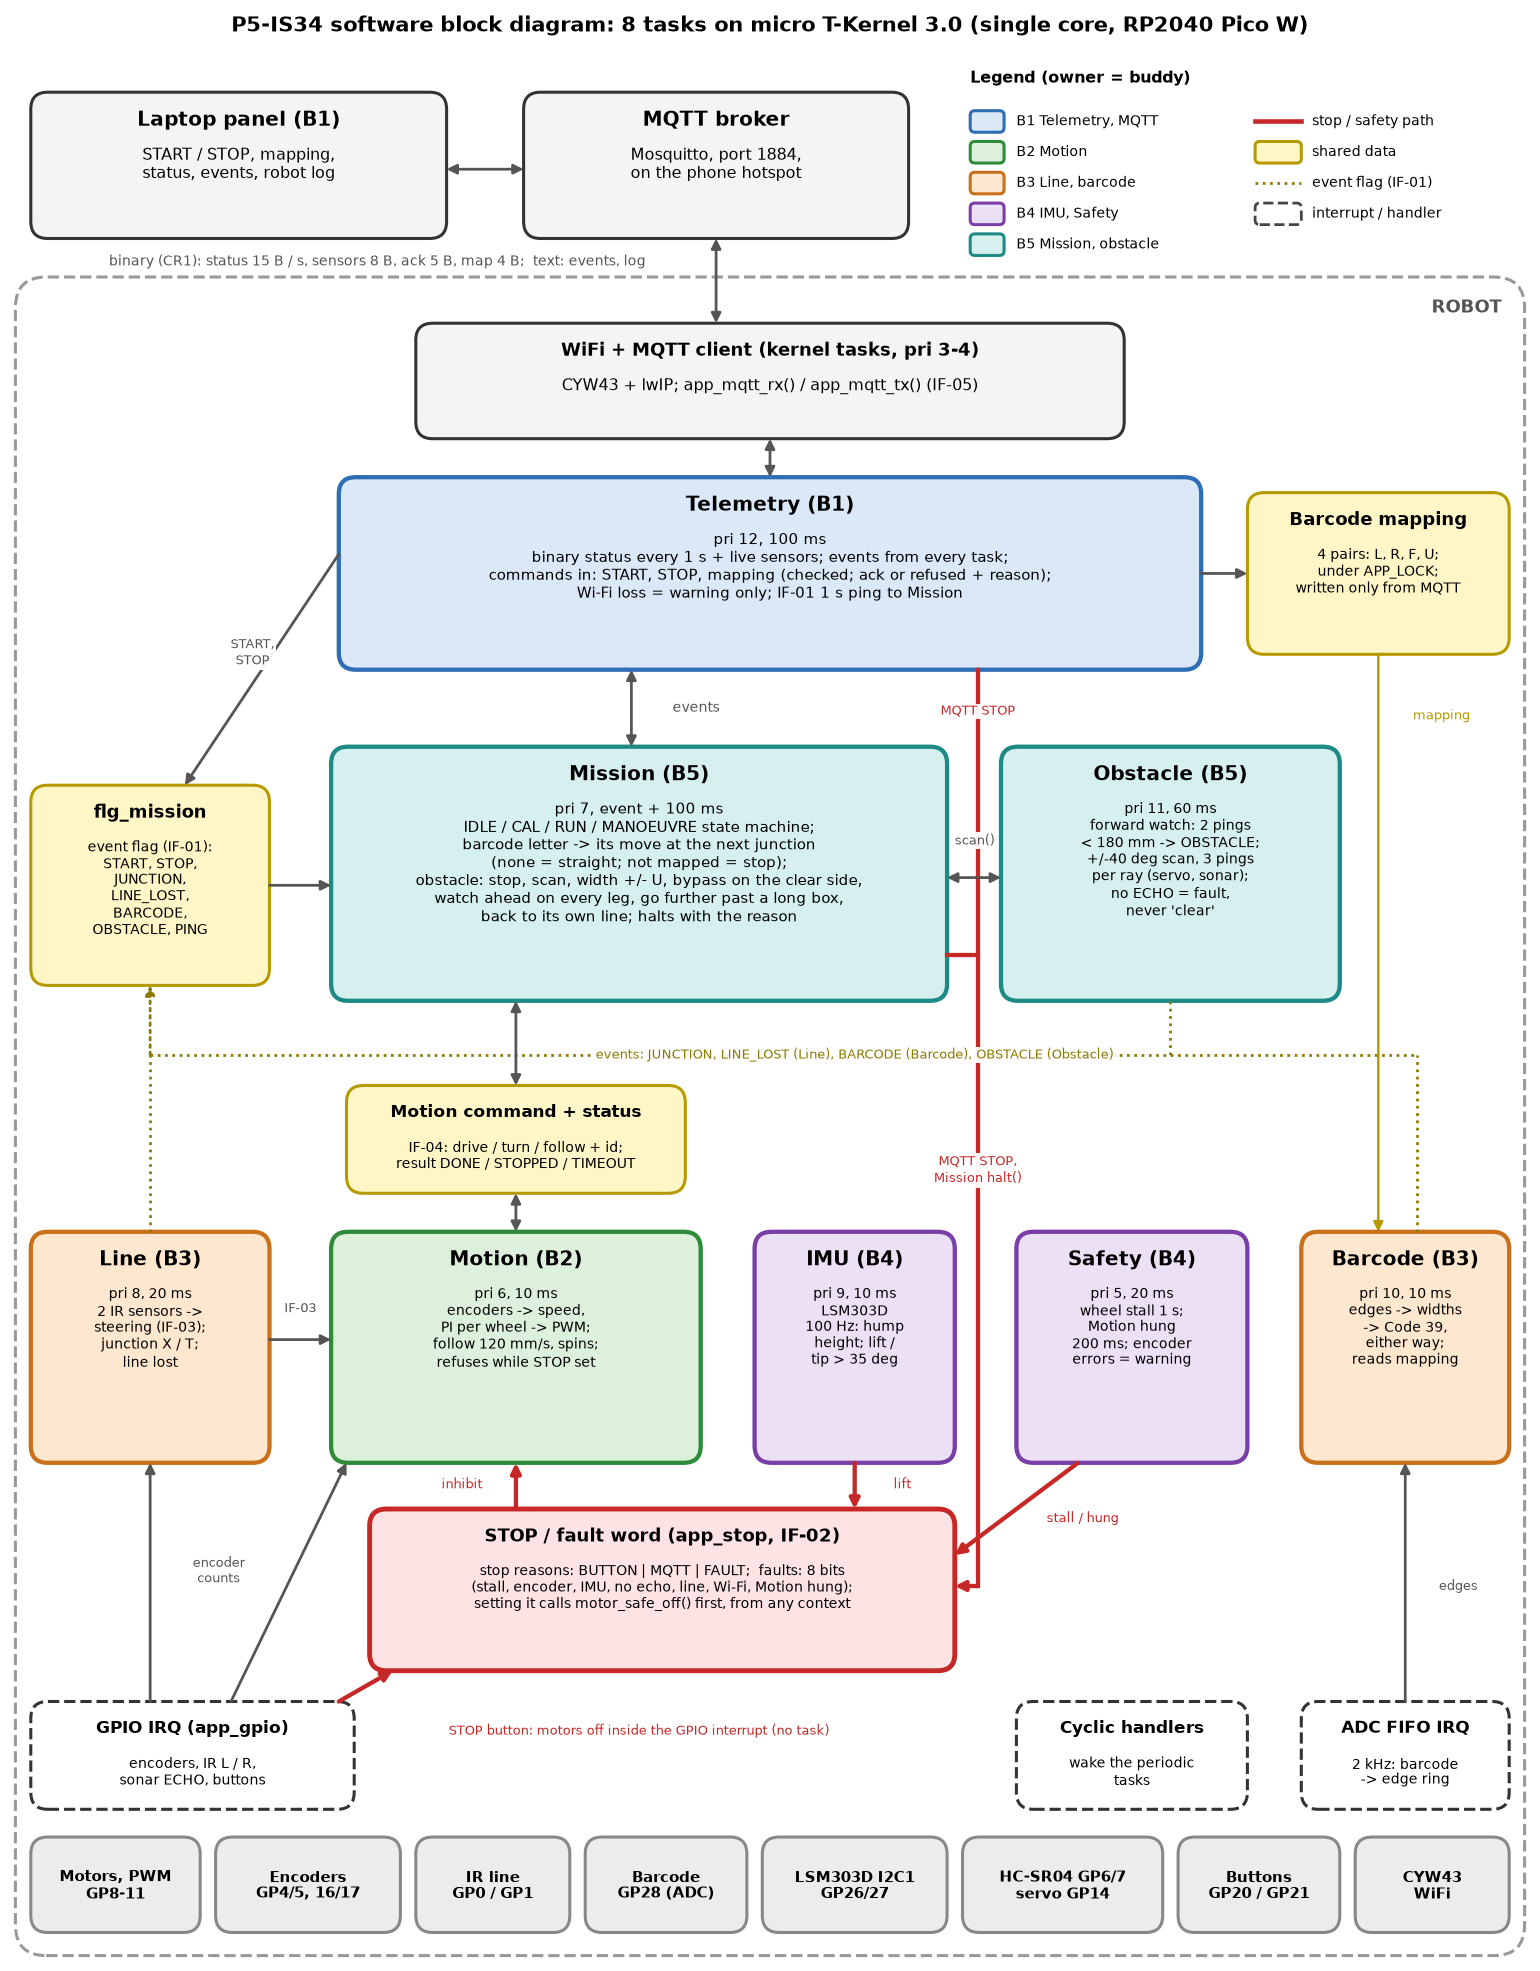 P5-IS34 software block diagram: 8 tasks on micro T-Kernel 3.0 (single core, RP2040 Pico W)
Laptop panel (B1)
START / STOP, mapping,
status, events, robot log
MQTT broker
Mosquitto, port 1884,
on the phone hotspot
Legend (owner = buddy)
B1 Telemetry, MQTT
B2 Motion
B3 Line, barcode
B4 IMU, Safety
B5 Mission, obstacle
stop / safety path
shared data
event flag (IF-01)
interrupt / handler
binary (CR1): status 15 B / s, sensors 8 B, ack 5 B, map 4 B;  text: events, log
ROBOT
WiFi + MQTT client (kernel tasks, pri 3-4)
CYW43 + lwIP; app_mqtt_rx() / app_mqtt_tx() (IF-05)
Telemetry (B1)
pri 12, 100 ms
binary status every 1 s + live sensors; events from every task;
commands in: START, STOP, mapping (checked; ack or refused + reason);
Wi-Fi loss = warning only; IF-01 1 s ping to Mission
Barcode mapping
4 pairs: L, R, F, U;
under APP_LOCK;
written only from MQTT
START,
STOP
events
MQTT STOP
mapping
flg_mission
event flag (IF-01):
START, STOP,
JUNCTION,
LINE_LOST,
BARCODE,
OBSTACLE, PING
Mission (B5)
pri 7, event + 100 ms
IDLE / CAL / RUN / MANOEUVRE state machine;
barcode letter -> its move at the next junction
(none = straight; not mapped = stop);
obstacle: stop, scan, width +/- U, bypass on the clear side,
watch ahead on every leg, go further past a long box,
back to its own line; halts with the reason
scan()
Obstacle (B5)
pri 11, 60 ms
forward watch: 2 pings
< 180 mm -> OBSTACLE;
+/-40 deg scan, 3 pings
per ray (servo, sonar);
no ECHO = fault,
never 'clear'
events: JUNCTION, LINE_LOST (Line), BARCODE (Barcode), OBSTACLE (Obstacle)
Motion command + status
IF-04: drive / turn / follow + id;
result DONE / STOPPED / TIMEOUT
MQTT STOP,
Mission halt()
Line (B3)
pri 8, 20 ms
2 IR sensors ->
steering (IF-03);
junction X / T;
line lost
IF-03
Motion (B2)
pri 6, 10 ms
encoders -> speed,
PI per wheel -> PWM;
follow 120 mm/s, spins;
refuses while STOP set
IMU (B4)
pri 9, 10 ms
LSM303D
100 Hz: hump
height; lift /
tip > 35 deg
Safety (B4)
pri 5, 20 ms
wheel stall 1 s;
Motion hung
200 ms; encoder
errors = warning
Barcode (B3)
pri 10, 10 ms
edges -> widths
-> Code 39,
either way;
reads mapping
inhibit
lift
stall / hung
encoder
counts
STOP / fault word (app_stop, IF-02)
stop reasons: BUTTON | MQTT | FAULT;  faults: 8 bits
(stall, encoder, IMU, no echo, line, Wi-Fi, Motion hung);
setting it calls motor_safe_off() first, from any context
edges
GPIO IRQ (app_gpio)
encoders, IR L / R,
sonar ECHO, buttons
STOP button: motors off inside the GPIO interrupt (no task)
Cyclic handlers
wake the periodic
tasks
ADC FIFO IRQ
2 kHz: barcode
-> edge ring
Motors, PWM
GP8-11
Encoders
GP4/5, 16/17
IR line
GP0 / GP1
Barcode
GP28 (ADC)
LSM303D I2C1
GP26/27
HC-SR04 GP6/7
servo GP14
Buttons
GP20 / GP21
CYW43
WiFi